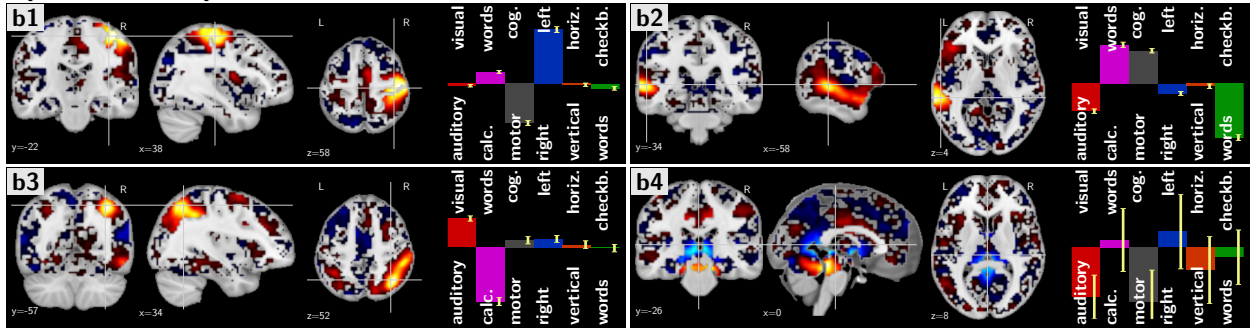 b1
R
L R
y=-22
x=38
z=58
visual
words
cog.
left
horiz.
checkb.
auditory
calc.
motor
right
vertical
words
b2
L R
y=-34
x=-58
z=4
visual
words
cog.
left
horiz.
checkb.
auditory
calc.
motor
right
vertical
words
b3
R
L R
y=-57
x=34
z=52
visual
words
cog.
left
horiz.
checkb.
auditory
calc.
motor
right
vertical
words
b4
L R
y=-26
x=0
z=8
visual
words
cog.
left
horiz.
checkb.
auditory
calc.
motor
right
vertical
words